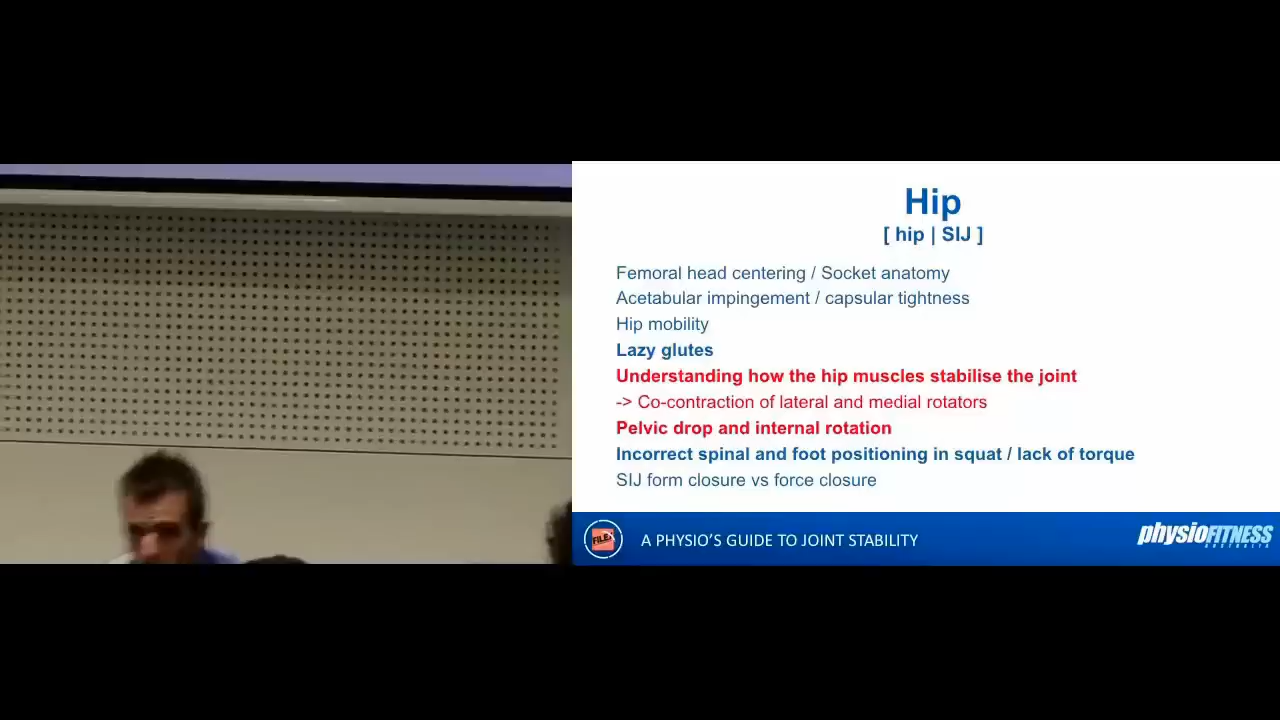 Hip
[ hip | SIJ ]
Femoral head centering / Socket anatomy
Acetabular impingement / capsular tightness
Hip mobility
Lazy glutes
Understanding how the hip muscles stabilise the joint
-> Co-contraction of lateral and medial rotators
Pelvic drop and internal rotation
Incorrect spinal and foot positioning in squat / lack of torque
SIJ form closure vs force closure
FILEX
A PHYSIO'S GUIDE TO JOINT STABILITY
physioFITNESS
AUSTRALIA